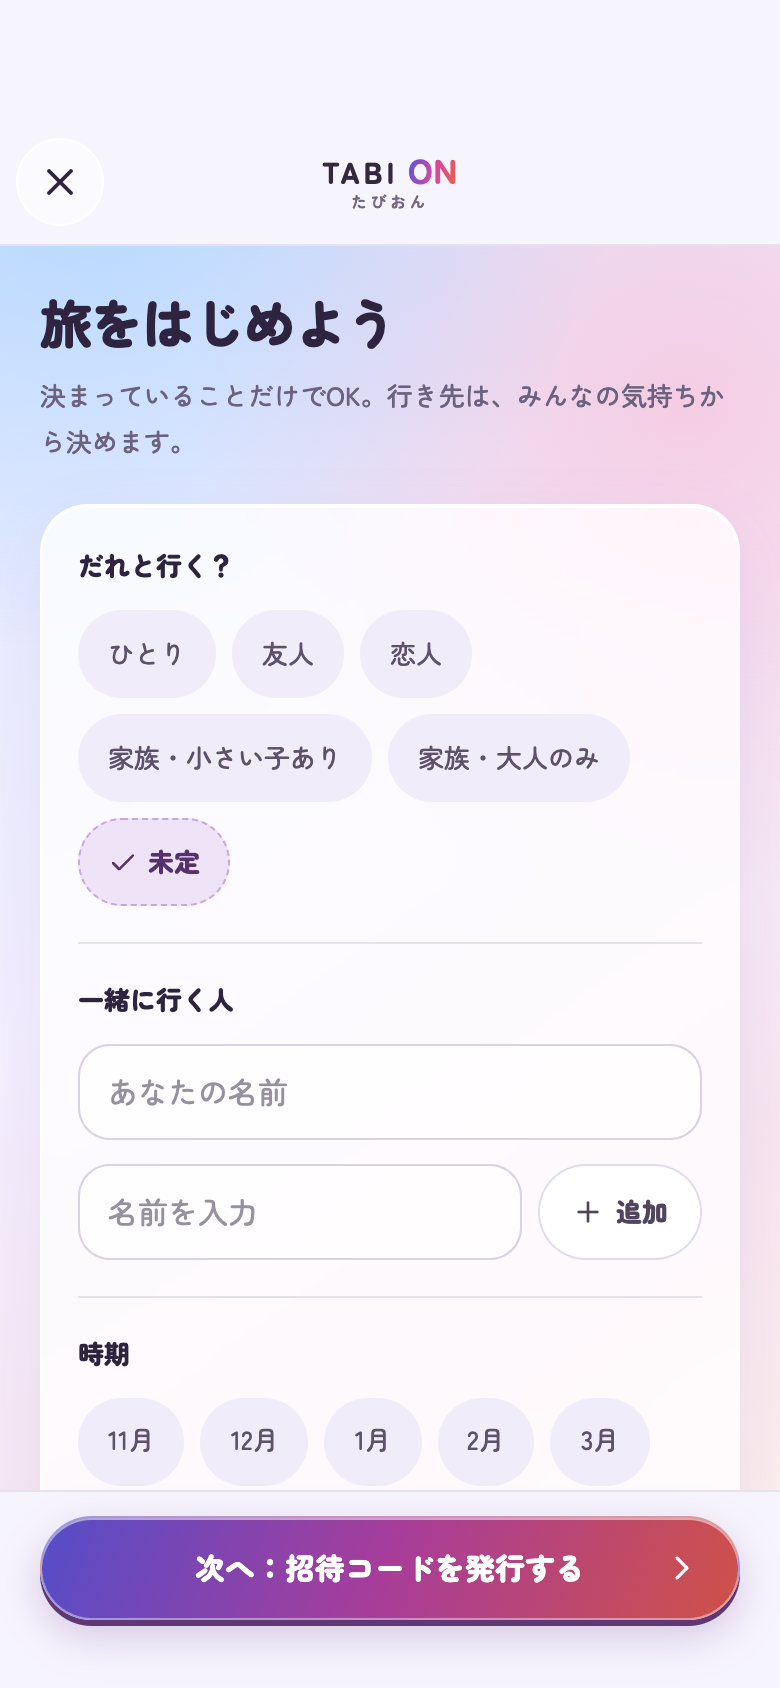 TABI ON
たびおん
旅をはじめよう
決まっていることだけでOK。行き先は、みんなの気持ちか
ら決めます。
だれと行く？
ひとり 友人 恋人
家族・小さい子あり 家族・大人のみ
未定
一緒に行く人
あなたの名前
名前を入力 追加
時期
11月 12月 1月 2月 3月
次へ：招待コードを発行する